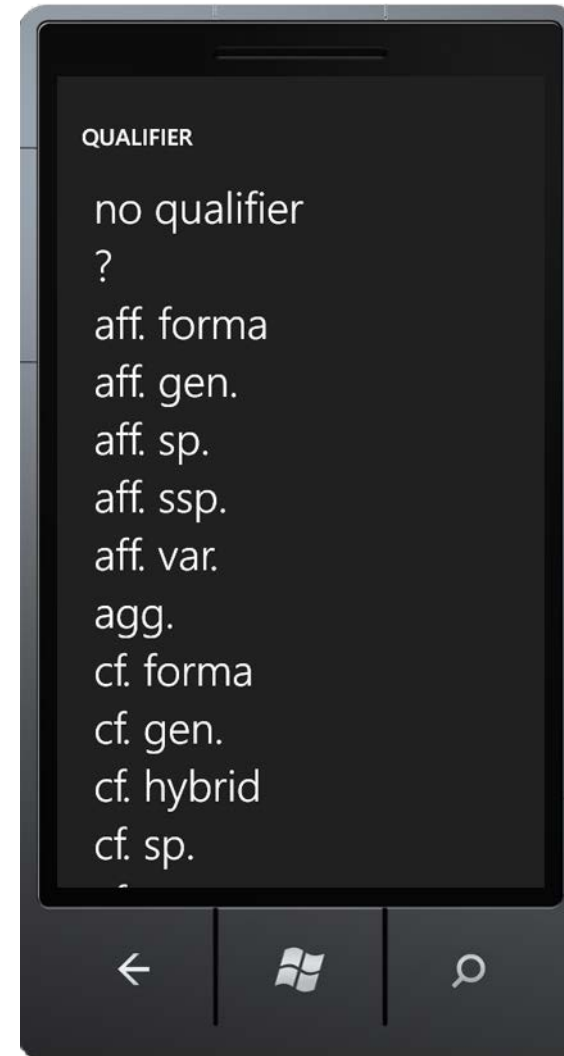 QUALIFIER
no qualifier
?
aff. forma
aff. gen.
aff. sp.
aff. ssp.
aff. var.
agg.
cf. forma
cf. gen.
cf. hybrid
cf. sp.